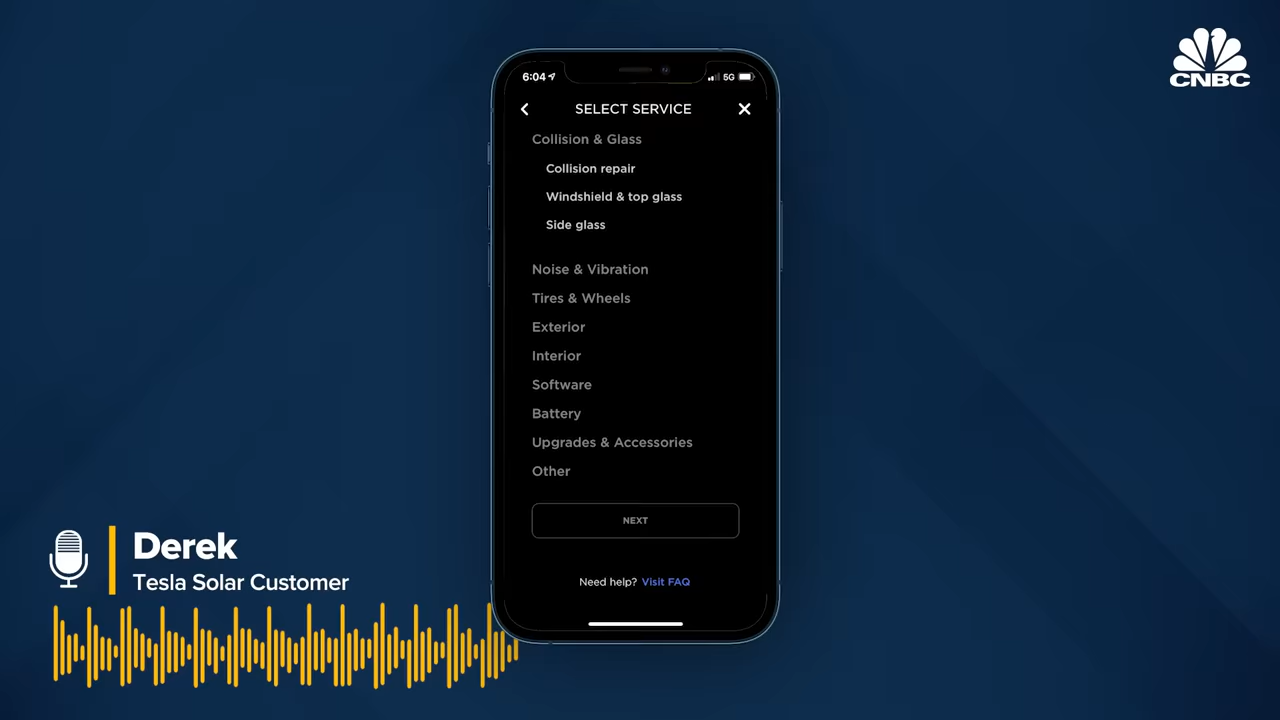 CNBC
6:04
5G
SELECT SERVICE
Collision & Glass
Collision repair
Windshield & top glass
Side glass
Noise & Vibration
Tires & Wheels
Exterior
Interior
Software
Battery
Upgrades & Accessories
Other
NEXT
Need help? Visit FAQ
Derek
Tesla Solar Customer